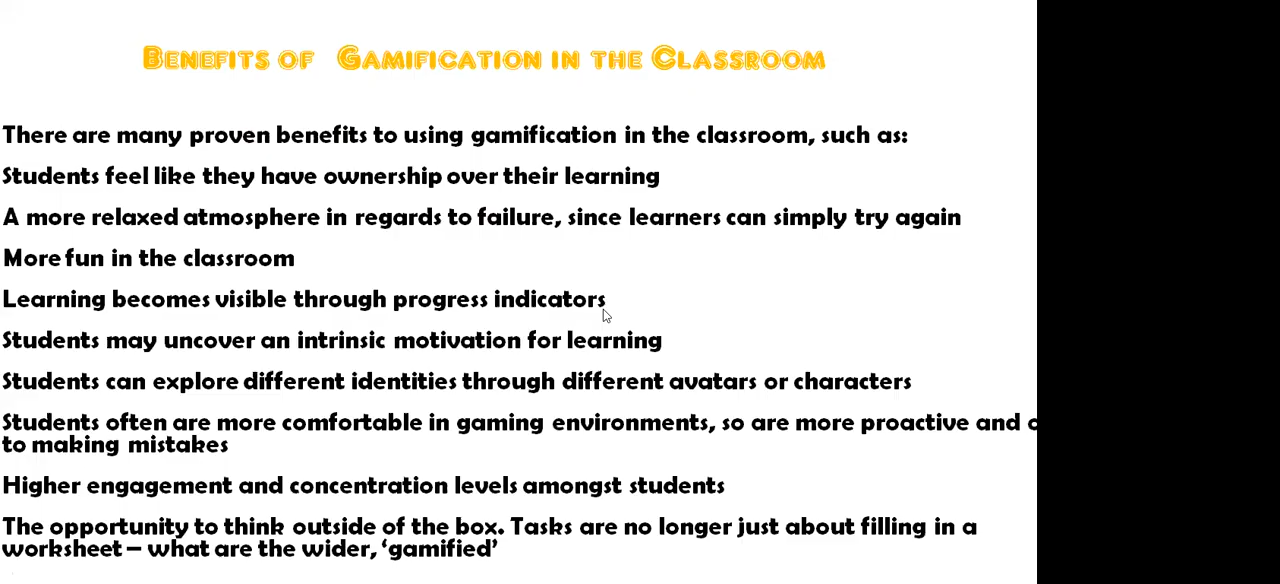 Benefits of Gamification in the Classroom
There are many proven benefits to using gamification in the classroom, such as:
Students feel like they have ownership over their learning
A more relaxed atmosphere in regards to failure, since learners can simply try again
More fun in the classroom
Learning becomes visible through progress indicators
Students may uncover an intrinsic motivation for learning
Students can explore different identities through different avatars or characters
Students often are more comfortable in gaming environments, so are more proactive and
to making mistakes
Higher engagement and concentration levels amongst students
The opportunity to think outside of the box. Tasks are no longer just about filling in a
worksheet – what are the wider, ‘gamified’